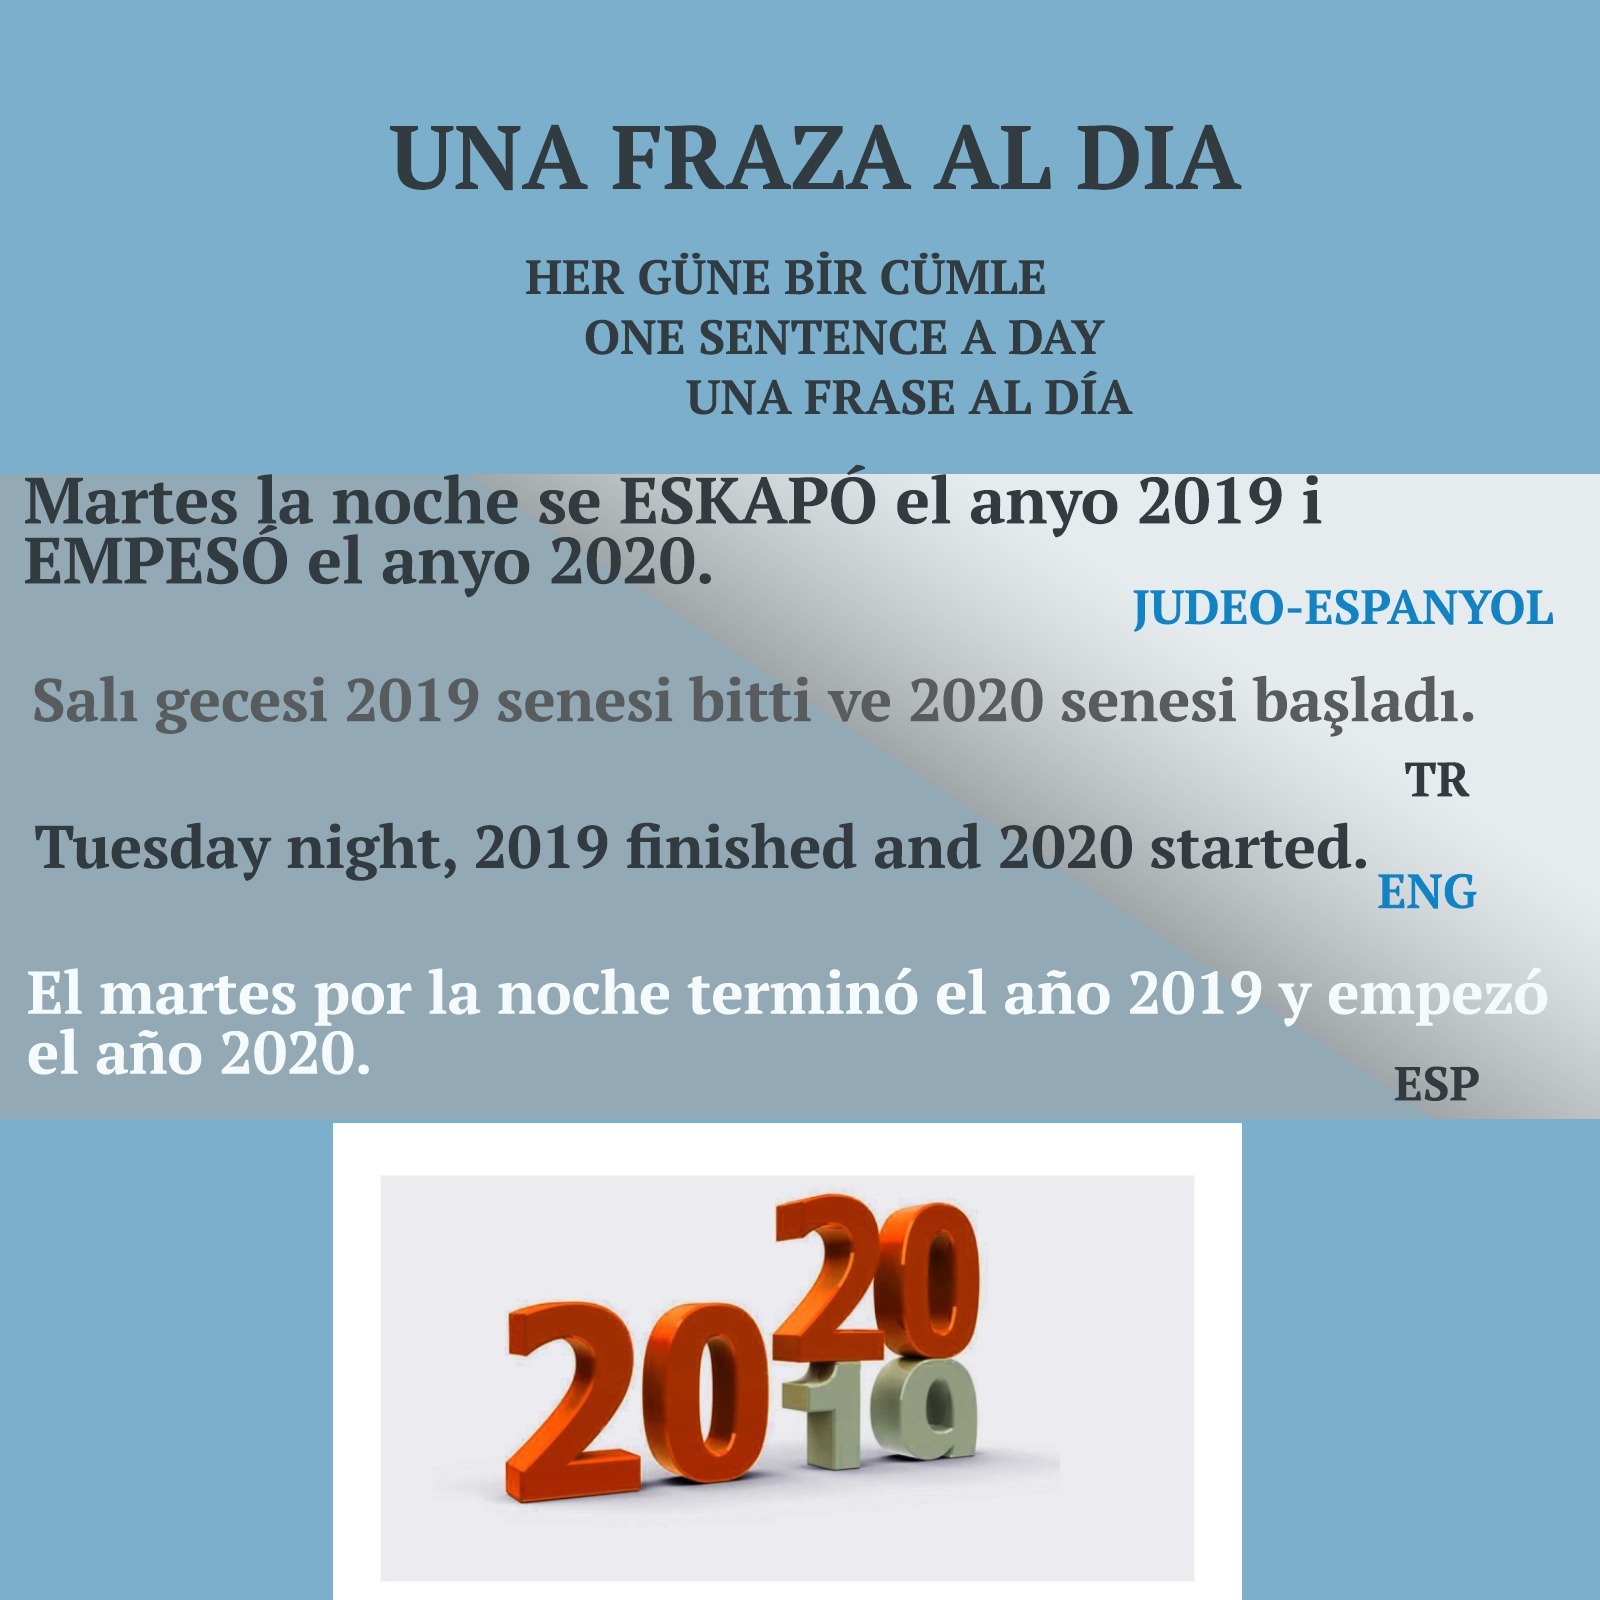 UNA FRAZA AL DIA
HER GÜNE BİR CÜMLE
ONE SENTENCE A DAY
UNA FRASE AL DÍA
Martes la noche se ESKAPÓ el anyo 2019 i
EMPESÓ el anyo 2020.
JUDEO-ESPANYOL
Salı gecesi 2019 senesi bitti ve 2020 senesi başladı.
TR
Tuesday night, 2019 finished and 2020 started.
ENG
El martes por la noche terminó el año 2019 y empezó
el año 2020.
ESP
20
2019